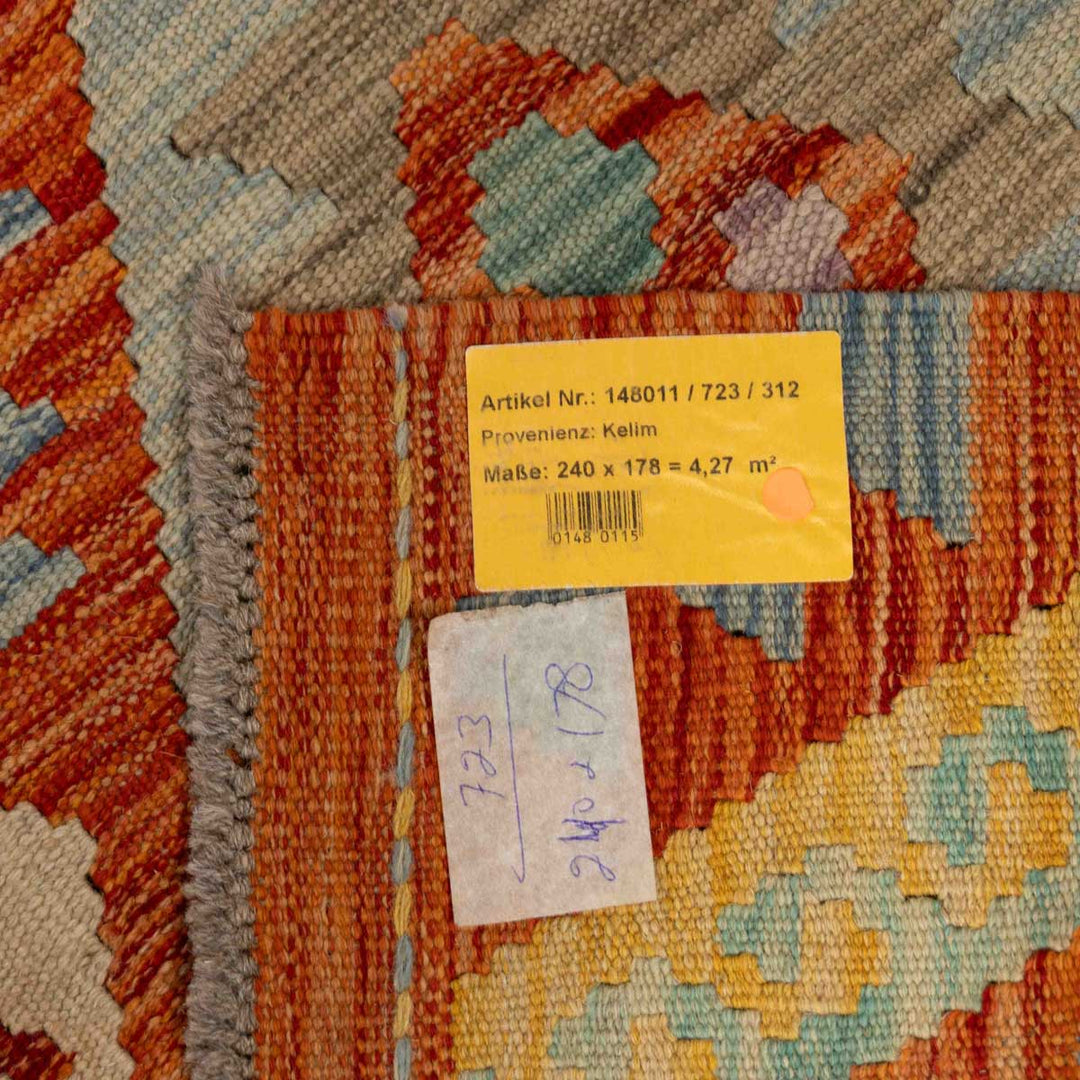 Artikel Nr.: 148011 / 723 / 312
Provenienz: Kelim
Maße: 240 x 178 = 4,27 m²
0148 0115
723
240 x 178